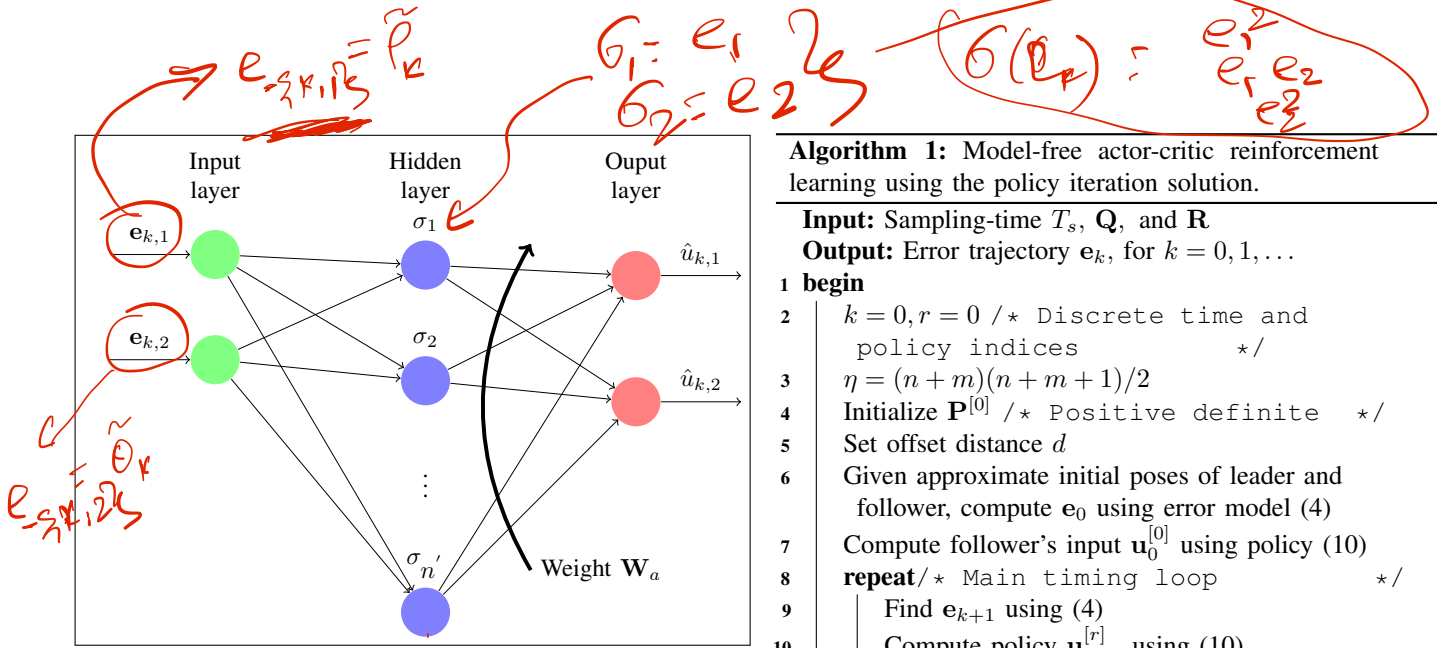 e_{k,1} = ρ̃_k
σ_1 = e_1
σ_2 = e_2
σ(e_k) =
e_1^2
e_1 e_2
e_2^2
Input
layer
Hidden
layer
Ouput
layer
e_{k,1}
e_{k,2}
σ_1
σ_2
⋮
σ_{n'}
û_{k,1}
û_{k,2}
Weight W_a
e_{k,2} = θ̃_k
Algorithm 1: Model-free actor-critic reinforcement
learning using the policy iteration solution.
Input: Sampling-time T_s, Q, and R
Output: Error trajectory e_k, for k = 0, 1, …
1 begin
2 k = 0, r = 0 /* Discrete time and
policy indices */
3 η = (n + m)(n + m + 1)/2
4 Initialize P^{[0]} /* Positive definite */
5 Set offset distance d
6 Given approximate initial poses of leader and
follower, compute e_0 using error model (4)
7 Compute follower's input u_0^{[0]} using policy (10)
8 repeat/* Main timing loop */
9 Find e_{k+1} using (4)
10 Compute policy u^{[r]} using (10)